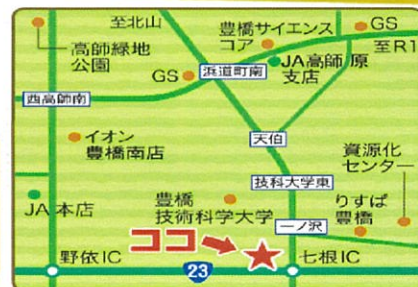 至北山
豊橋サイエンス
コア
GS
至R1
高師緑地
公園
GS
浜道町南
JA高師原
支店
西高師南
イオン
豊橋南店
天伯
資源化
センター
技科大学東
JA本店
豊橋
技術科学大学
りすぱ
豊橋
一ノ沢
ココ
野依IC
23
七根IC